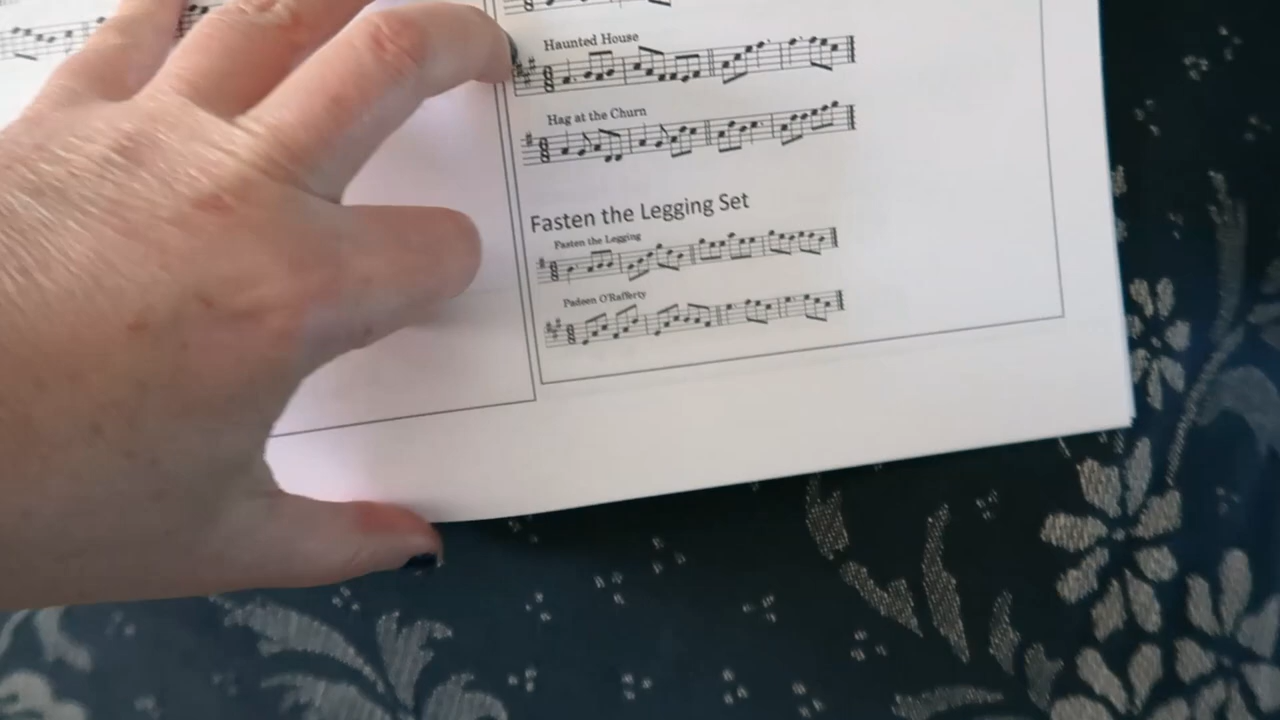 Haunted House
Hag at the Churn
Fasten the Legging Set
Fasten the Legging
Padeen O'Rafferty